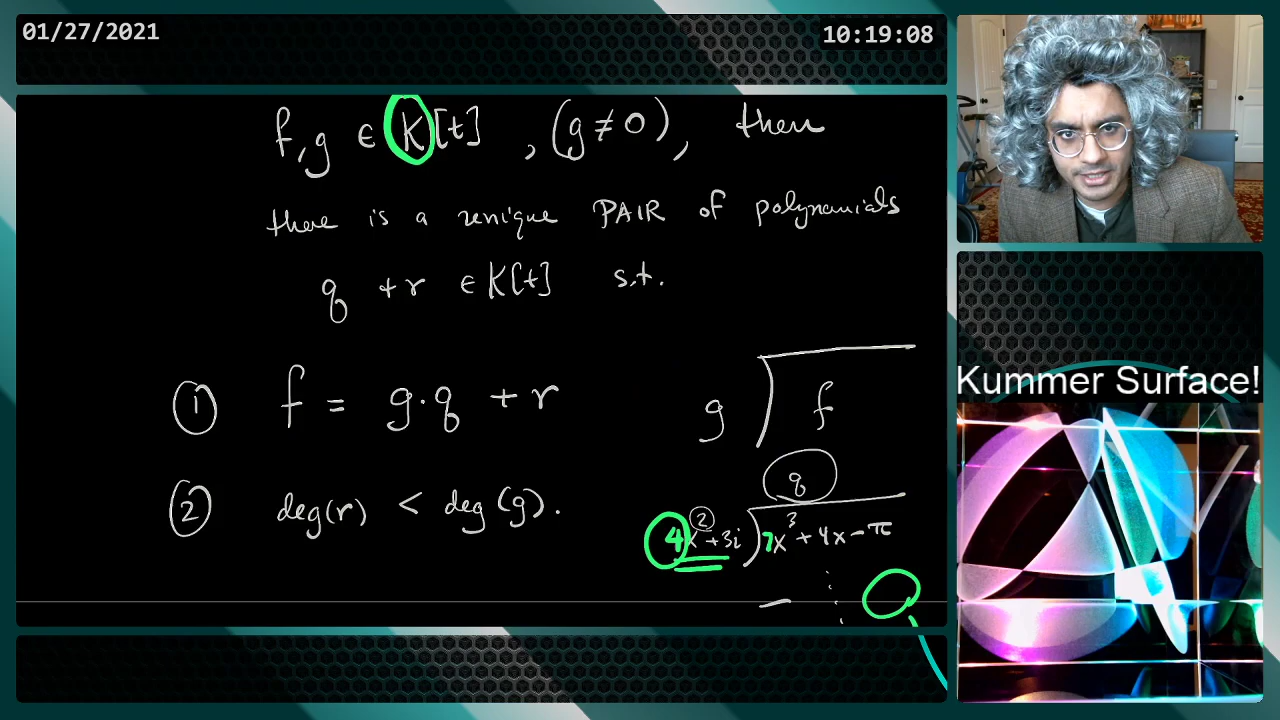 01/27/2021
10:19:08
f, g ∈ K[t] , (g ≠ 0), then
there is a unique PAIR of polynomials
q + r ∈ K[t] s.t.
① f = g·q + r
g f
② deg(r) < deg(g).
q
4x² + 3i 7x³ + 4x − π
Kummer Surface!